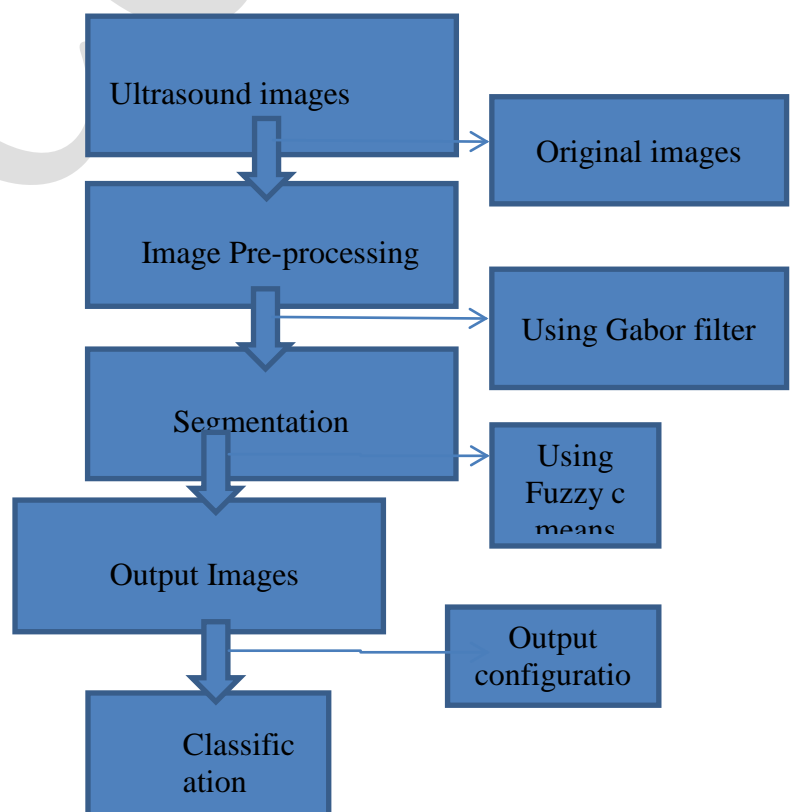 Ultrasound images
Original images
Image Pre-processing
Using Gabor filter
Segmentation
Using
Fuzzy c
means
Output Images
Output
configuratio
Classific
ation